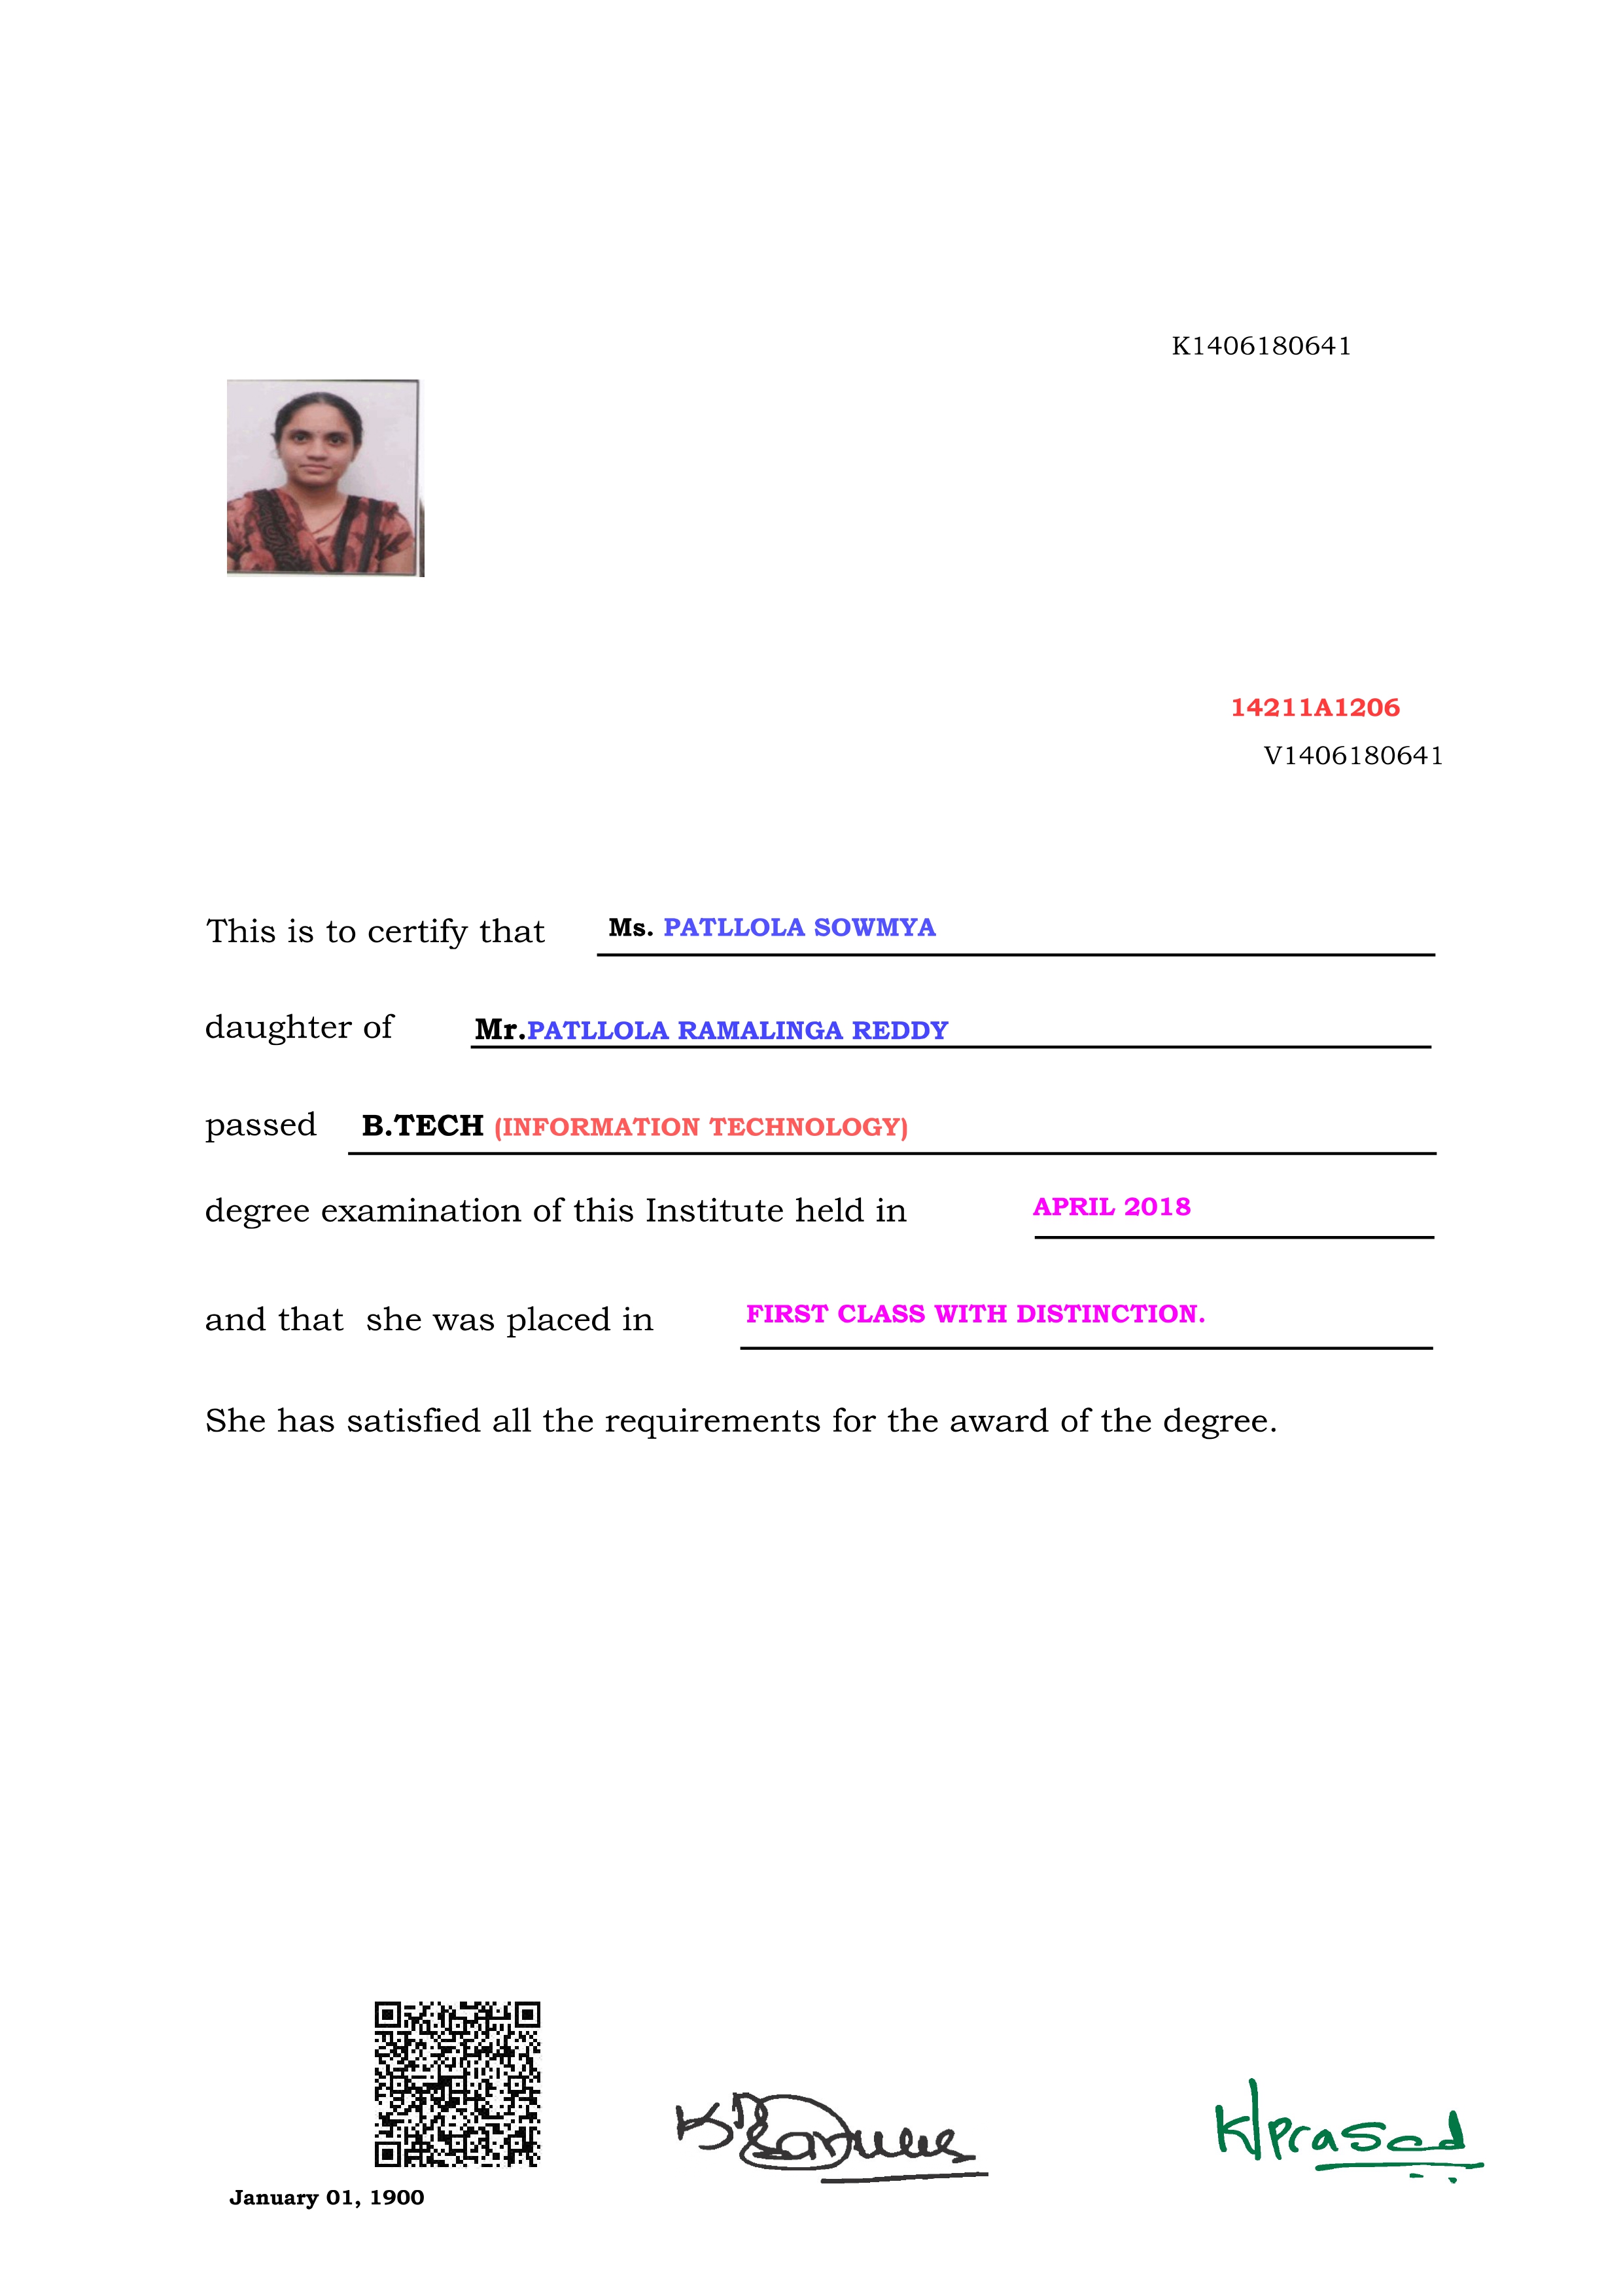 K1406180641
14211A1206
V1406180641
This is to certify that Ms. PATLLOLA SOWMYA
daughter of Mr.PATLLOLA RAMALINGA REDDY
passed B.TECH (INFORMATION TECHNOLOGY)
degree examination of this Institute held in APRIL 2018
and that she was placed in FIRST CLASS WITH DISTINCTION.
She has satisfied all the requirements for the award of the degree.
K/prasad
January 01, 1900